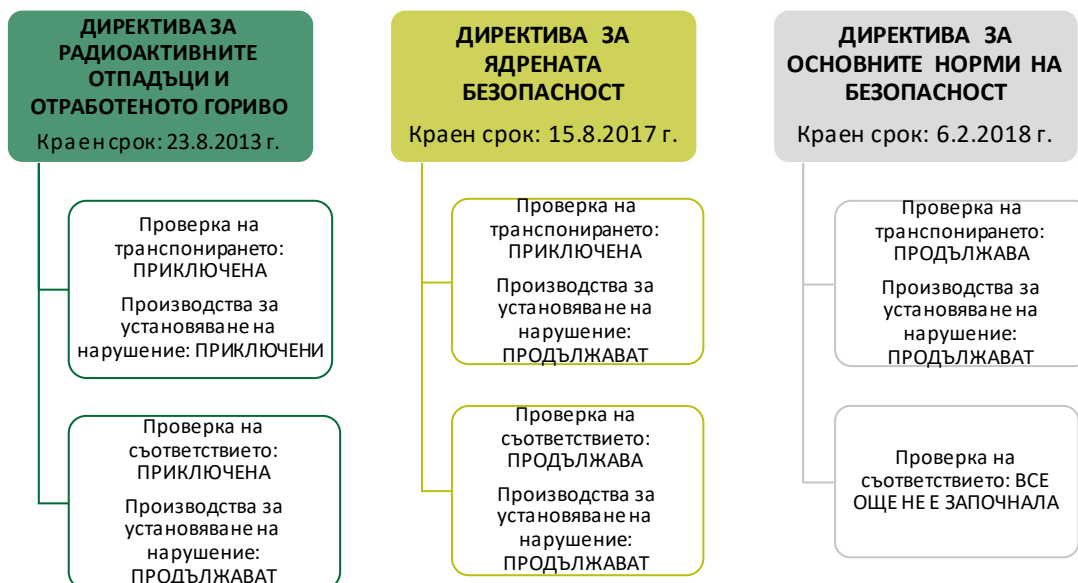 ДИРЕКТИВА ЗА
РАДИОАКТИВНИТЕ
ОТПАДЪЦИ И
ОТРАБОТЕНОТО ГОРИВО
Краен срок: 23.8.2013 г.
Проверка на
транспонирането:
ПРИКЛЮЧЕНА
Производства за
установяване на
нарушение: ПРИКЛЮЧЕНИ
Проверка на
съответствието:
ПРИКЛЮЧЕНА
Производства за
установяване на
нарушение:
ПРОДЪЛЖАВАТ
ДИРЕКТИВА ЗА
ЯДРЕНАТА
БЕЗОПАСНОСТ
Краен срок: 15.8.2017 г.
Проверка на
транспонирането:
ПРИКЛЮЧЕНА
Производства за
установяване на
нарушение:
ПРОДЪЛЖАВАТ
Проверка на
съответствието:
ПРОДЪЛЖАВА
Производства за
установяване на
нарушение:
ПРОДЪЛЖАВАТ
ДИРЕКТИВА ЗА
ОСНОВНИТЕ НОРМИ НА
БЕЗОПАСНОСТ
Краен срок: 6.2.2018 г.
Проверка на
транспонирането:
ПРОДЪЛЖАВА
Производства за
установяване на
нарушение:
ПРОДЪЛЖАВАТ
Проверка на
съответствието: ВСЕ
ОЩЕ НЕ Е ЗАПОЧНАЛА